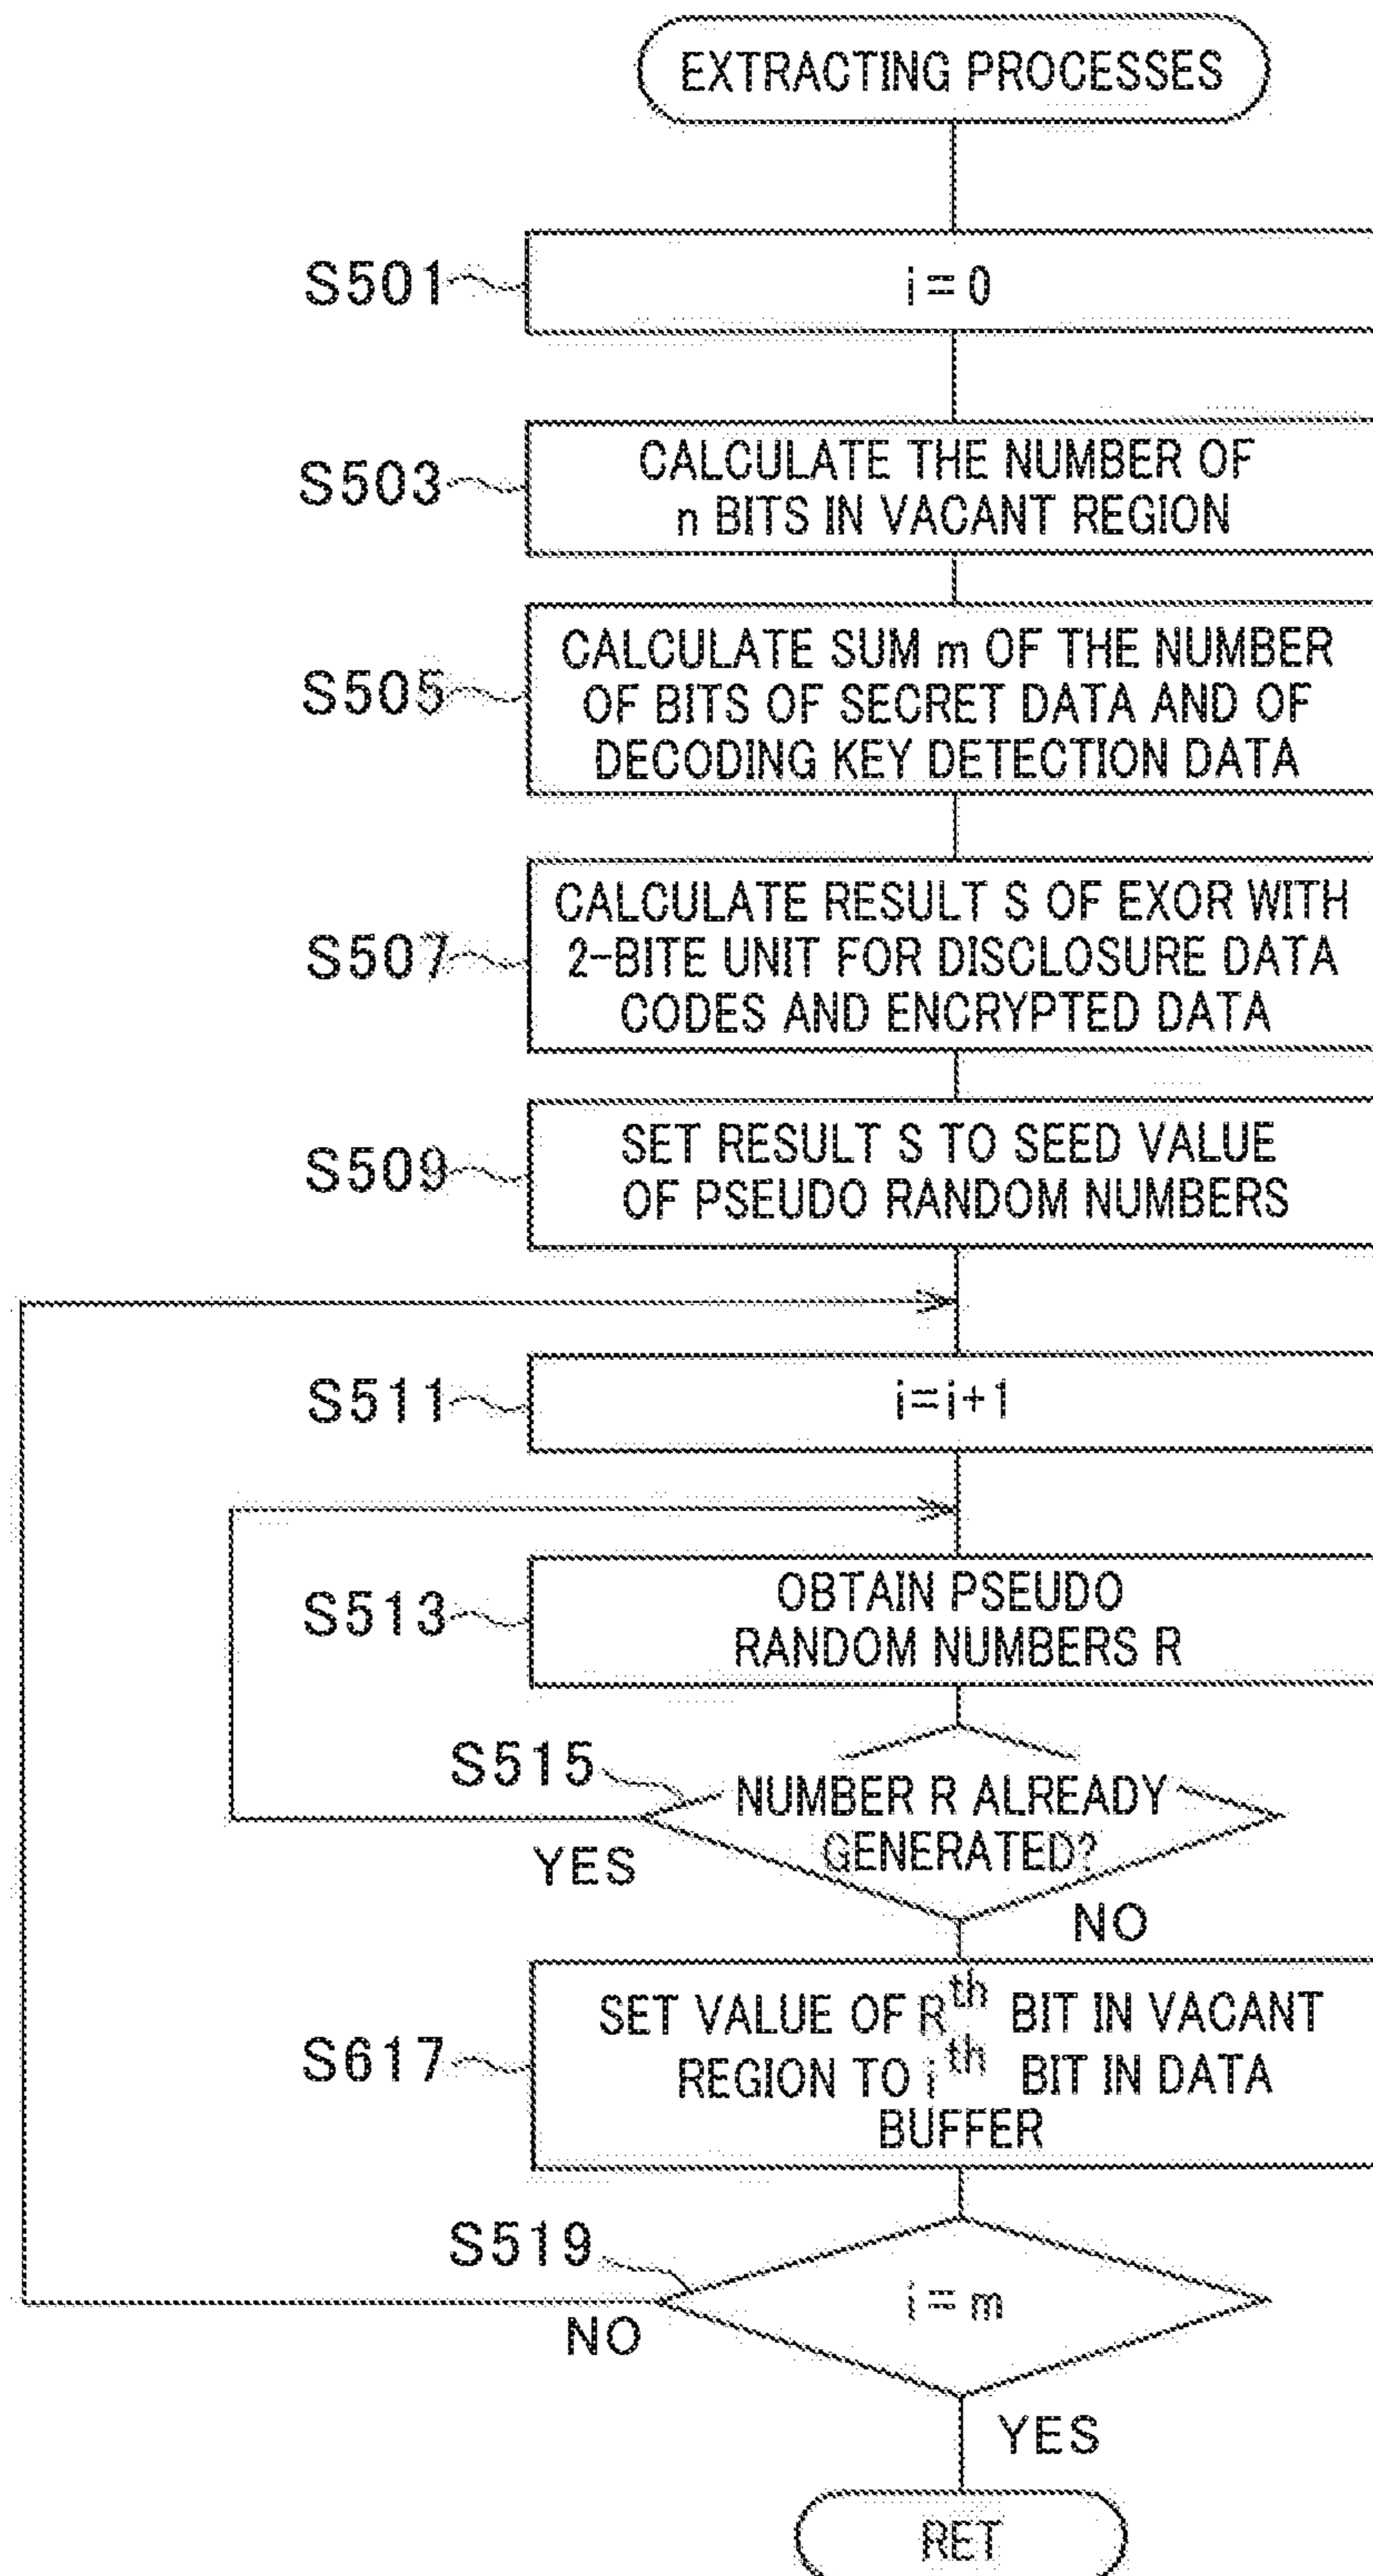 EXTRACTING PROCESSES
S501
i = 0
S503
CALCULATE THE NUMBER OF
n BITS IN VACANT REGION
S505
CALCULATE SUM m OF THE NUMBER
OF BITS OF SECRET DATA AND OF
DECODING KEY DETECTION DATA
S507
CALCULATE RESULT S OF EXOR WITH
2-BITE UNIT FOR DISCLOSURE DATA
CODES AND ENCRYPTED DATA
S509
SET RESULT S TO SEED VALUE
OF PSEUDO RANDOM NUMBERS
S511
i=i+1
S513
OBTAIN PSEUDO
RANDOM NUMBERS R
S515
NUMBER R ALREADY
GENERATED?
YES
NO
S617
SET VALUE OF R^th BIT IN VACANT
REGION TO i^th BIT IN DATA
BUFFER
S519
i = m
NO
YES
RET